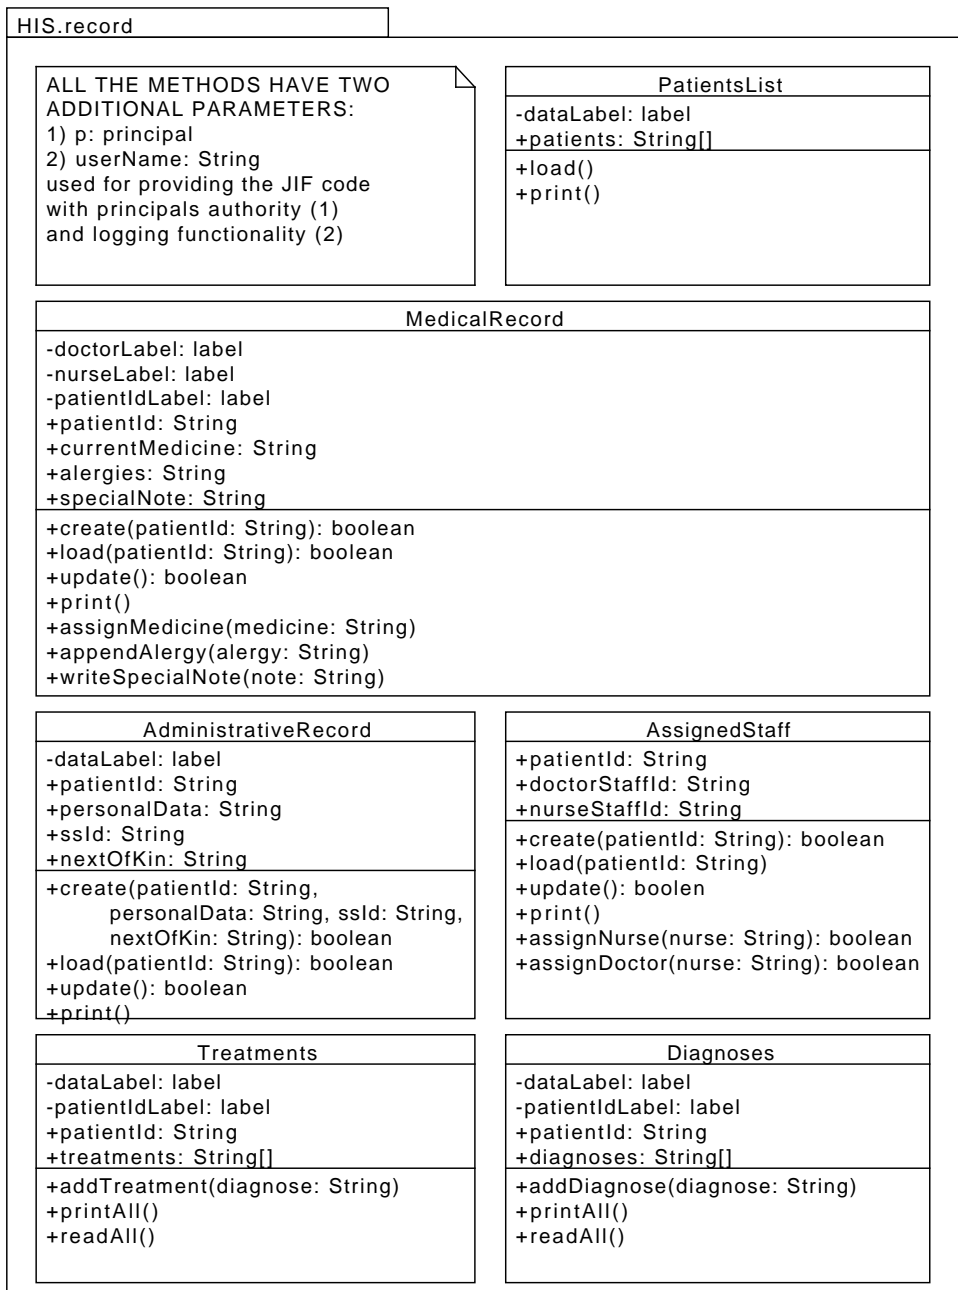 HIS.record
ALL THE METHODS HAVE TWO
ADDITIONAL PARAMETERS:
1) p: principal
2) userName: String
used for providing the JIF code
with principals authority (1)
and logging functionality (2)
PatientsList
-dataLabel: label
+patients: String[]
+load()
+print()
MedicalRecord
-doctorLabel: label
-nurseLabel: label
-patientIdLabel: label
+patientId: String
+currentMedicine: String
+alergies: String
+specialNote: String
+create(patientId: String): boolean
+load(patientId: String): boolean
+update(): boolean
+print()
+assignMedicine(medicine: String)
+appendAlergy(alergy: String)
+writeSpecialNote(note: String)
AdministrativeRecord
-dataLabel: label
+patientId: String
+personalData: String
+ssId: String
+nextOfKin: String
+create(patientId: String,
personalData: String, ssId: String,
nextOfKin: String): boolean
+load(patientId: String): boolean
+update(): boolean
+print()
AssignedStaff
+patientId: String
+doctorStaffId: String
+nurseStaffId: String
+create(patientId: String): boolean
+load(patientId: String)
+update(): boolen
+print()
+assignNurse(nurse: String): boolean
+assignDoctor(nurse: String): boolean
Treatments
-dataLabel: label
-patientIdLabel: label
+patientId: String
+treatments: String[]
+addTreatment(diagnose: String)
+printAll()
+readAll()
Diagnoses
-dataLabel: label
-patientIdLabel: label
+patientId: String
+diagnoses: String[]
+addDiagnose(diagnose: String)
+printAll()
+readAll()